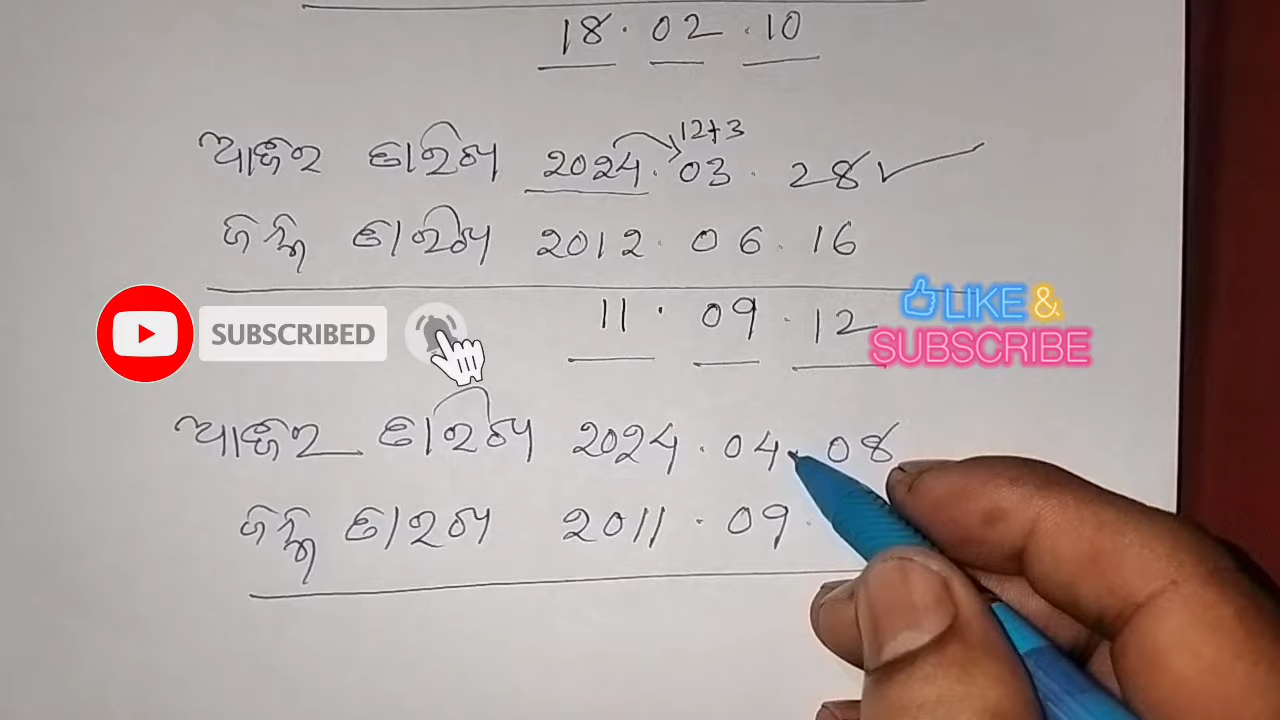 18.02.10
12+3
ଆଜିର ତାରିଖ 2024.03.28
ଜନ୍ମ ତାରିଖ 2012.06.16
11.09.12
SUBSCRIBED
LIKE &
SUBSCRIBE
ଆଜିର ତାରିଖ 2024.04.08
ଜନ୍ମ ତାରିଖ 2011.09.